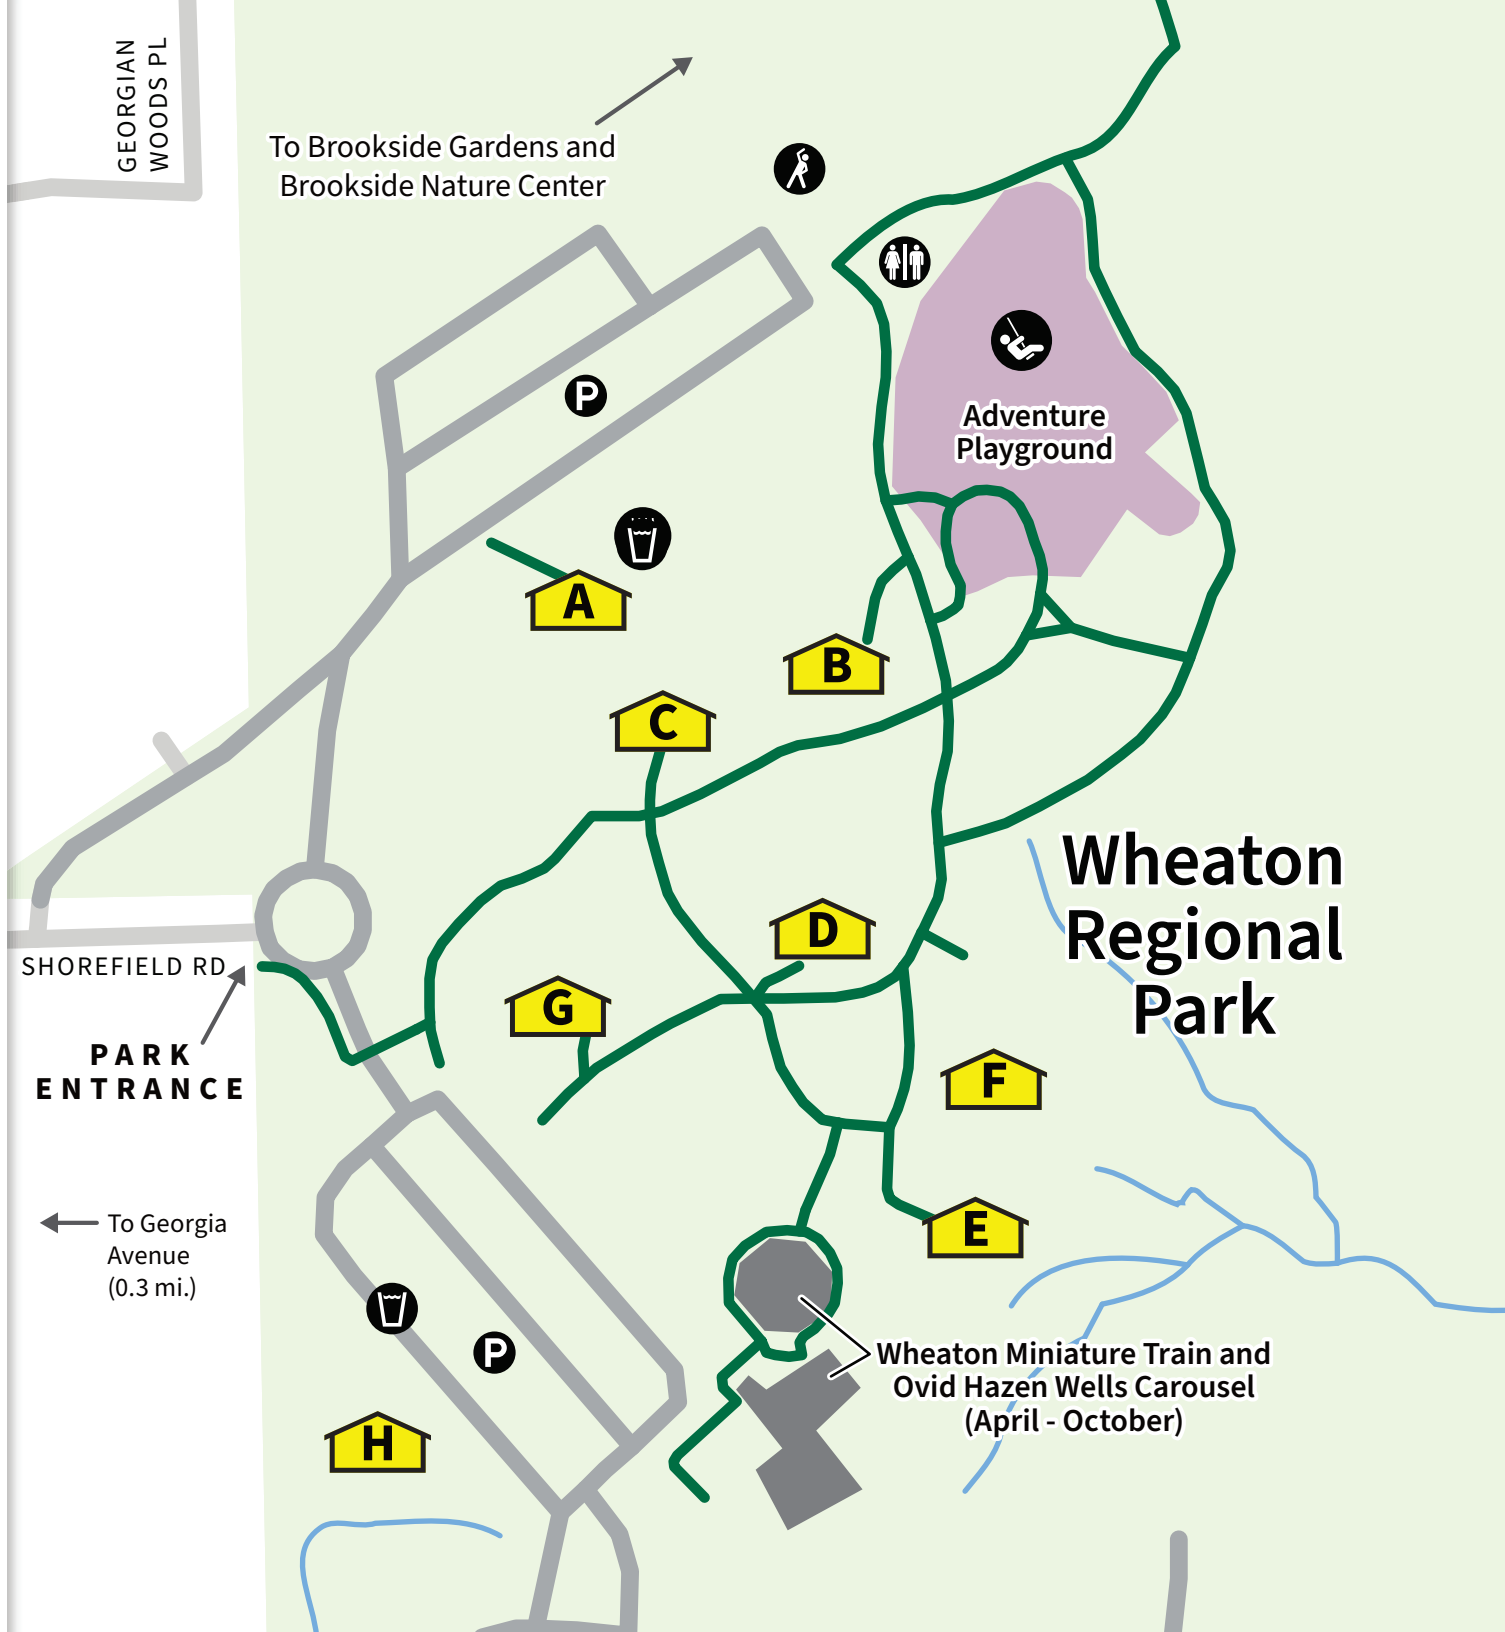 GEORGIAN
WOODS PL
To Brookside Gardens and
Brookside Nature Center
P
Adventure
Playground
A
B
C
Wheaton
Regional
Park
D
SHOREFIELD RD
G
PARK
ENTRANCE
F
To Georgia
Avenue
(0.3 mi.)
E
P
Wheaton Miniature Train and
Ovid Hazen Wells Carousel
(April - October)
H